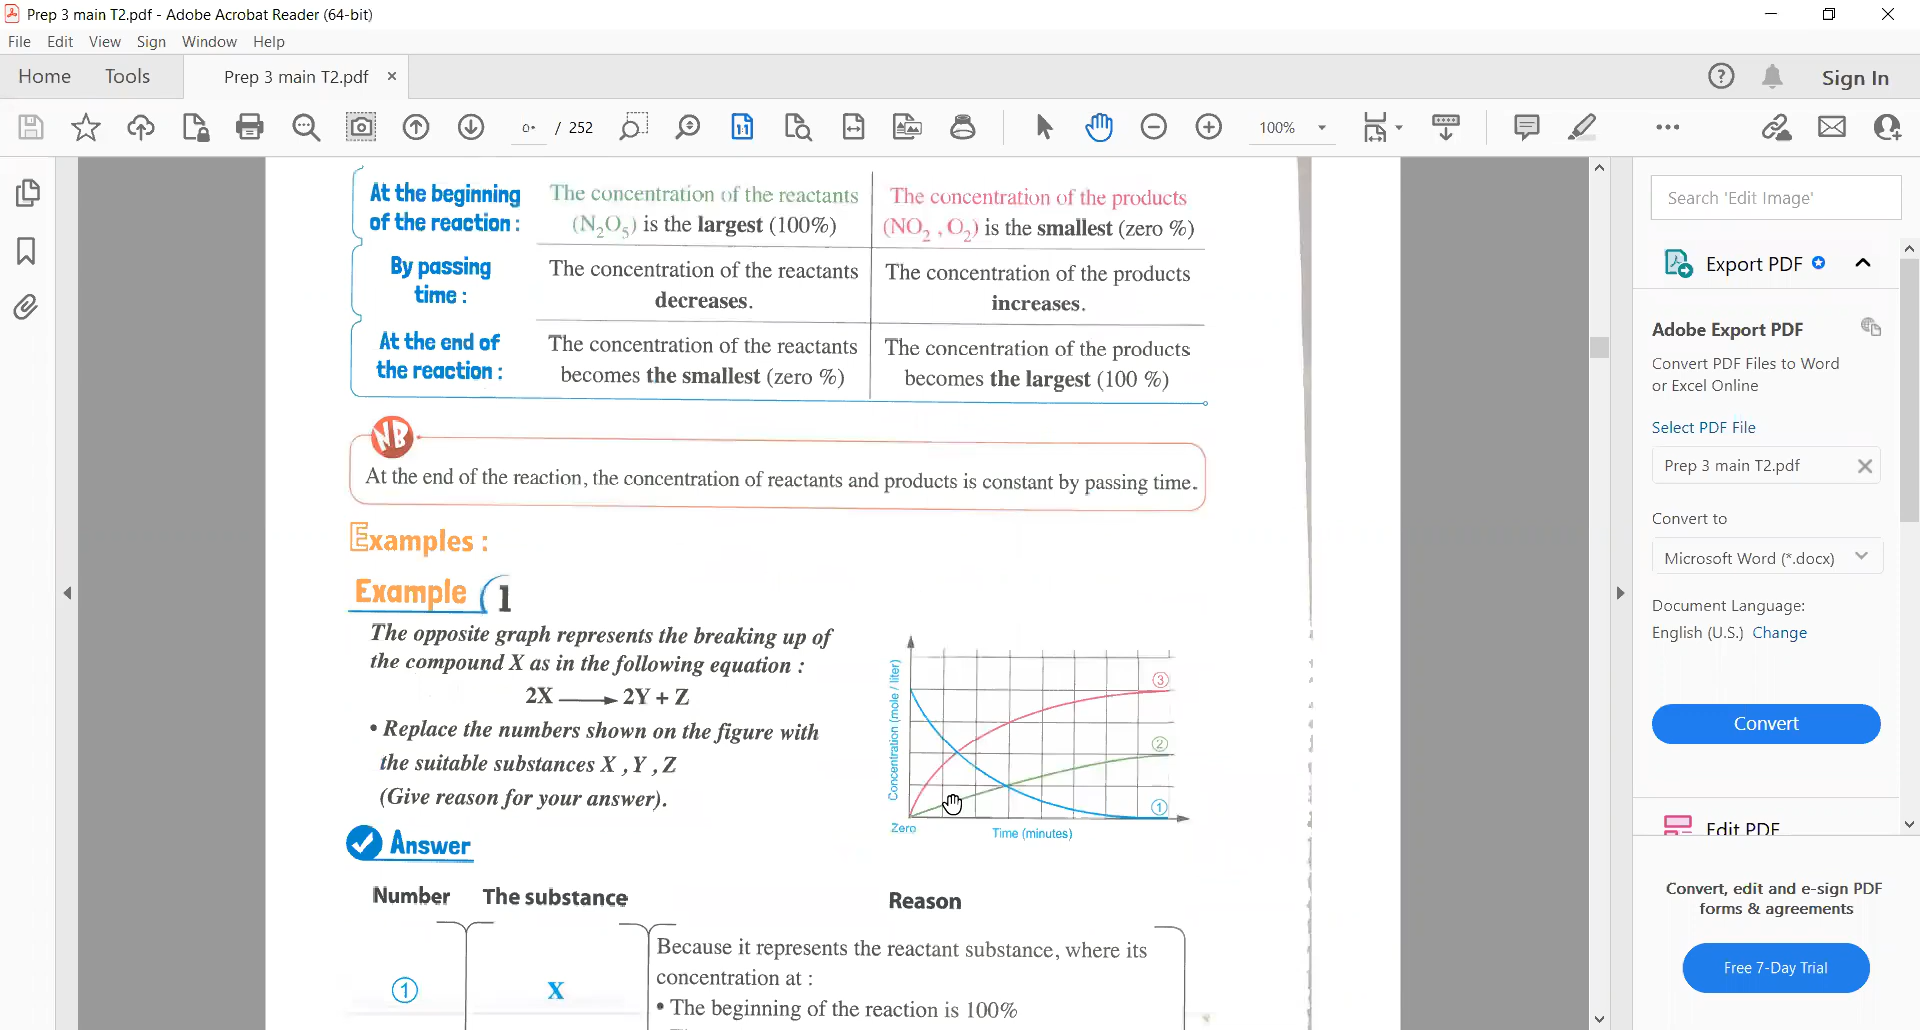 Prep 3 main T2.pdf - Adobe Acrobat Reader (64-bit)
File Edit View Sign Window Help
Home Tools Prep 3 main T2.pdf × Sign In
/ 252 1:1 100%
At the beginning of the reaction :
The concentration of the reactants
(N₂O₅) is the largest (100%)
The concentration of the products
(NO₂ , O₂) is the smallest (zero %)
By passing
time :
The concentration of the reactants
decreases.
The concentration of the products
increases.
At the end of
the reaction :
The concentration of the reactants
becomes the smallest (zero %)
The concentration of the products
becomes the largest (100 %)
NB
At the end of the reaction, the concentration of reactants and products is constant by passing time.
Examples :
Example 1
The opposite graph represents the breaking up of
the compound X as in the following equation :
2X ⟶ 2Y + Z
• Replace the numbers shown on the figure with
the suitable substances X , Y , Z
(Give reason for your answer).
Concentration (mole / liter)
③
②
①
Zero
Time (minutes)
Answer
Number The substance Reason
① X
Because it represents the reactant substance, where its
concentration at :
• The beginning of the reaction is 100%
Search 'Edit Image'
Export PDF
Adobe Export PDF
Convert PDF Files to Word
or Excel Online
Select PDF File
Prep 3 main T2.pdf
Convert to
Microsoft Word (*.docx)
Document Language:
English (U.S.) Change
Convert
Edit PDF
Convert, edit and e-sign PDF
forms & agreements
Free 7-Day Trial